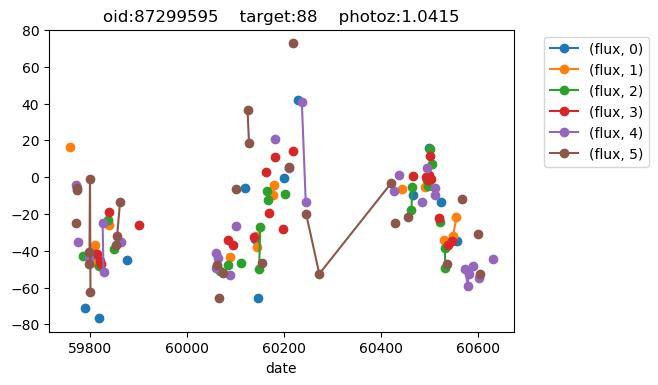 oid:87299595 target:88 photoz:1.0415
80
60
40
20
0
−20
−40
−60
−80
59800 60000 60200 60400 60600
date
(flux, 0)
(flux, 1)
(flux, 2)
(flux, 3)
(flux, 4)
(flux, 5)